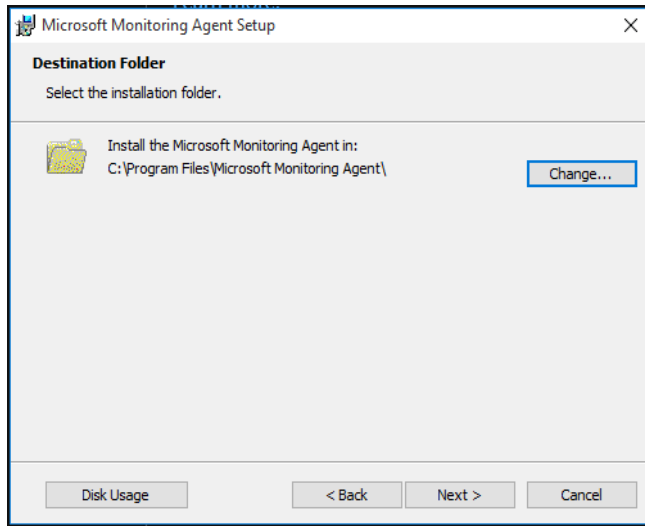 Microsoft Monitoring Agent Setup
Destination Folder
Select the installation folder.
Install the Microsoft Monitoring Agent in:
C:\Program Files\Microsoft Monitoring Agent\
Change...
Disk Usage
< Back
Next >
Cancel